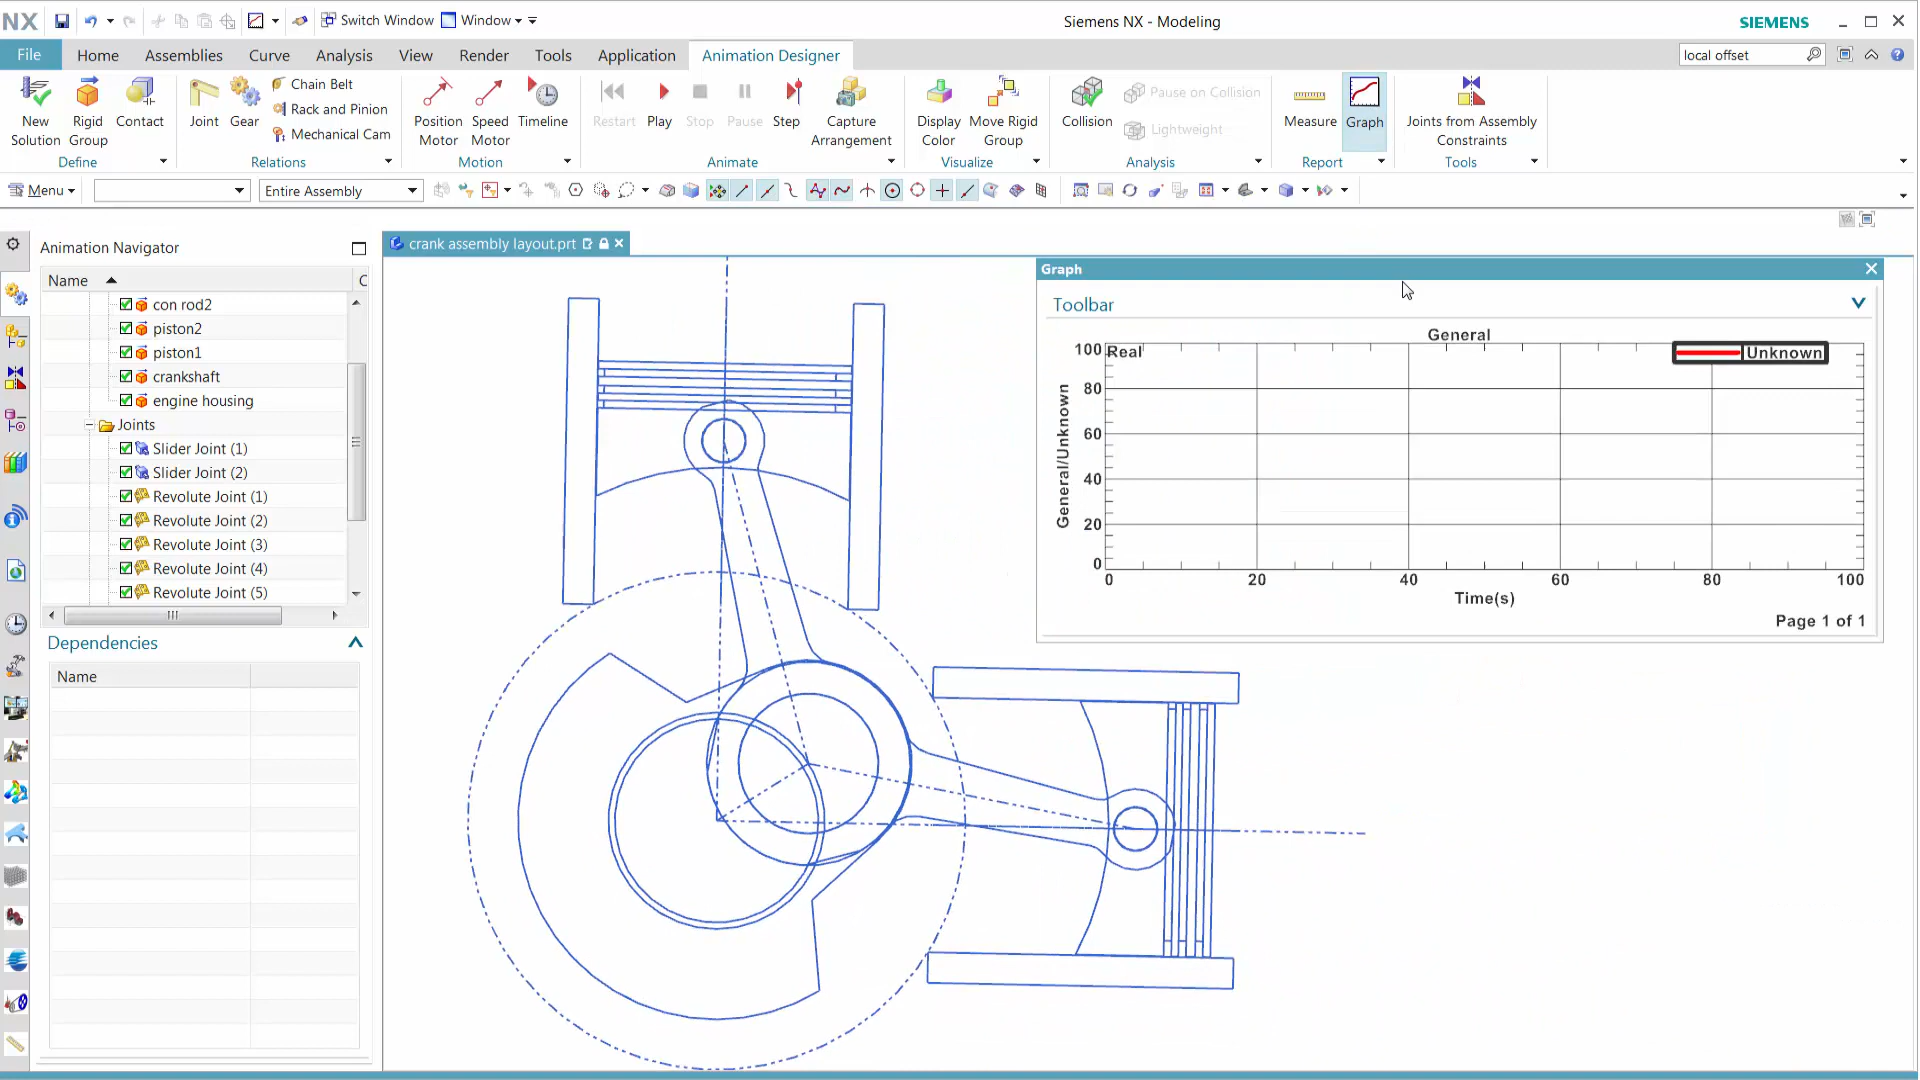 NX
Switch Window
Window
Siemens NX - Modeling
SIEMENS
File
Home
Assemblies
Curve
Analysis
View
Render
Tools
Application
Animation Designer
local offset
New Solution
Rigid Group
Contact
Joint
Gear
Chain Belt
Rack and Pinion
Mechanical Cam
Position Motor
Speed Motor
Timeline
Restart
Play
Stop
Pause
Step
Capture Arrangement
Display Color
Move Rigid Group
Collision
Pause on Collision
Lightweight
Measure
Graph
Joints from Assembly Constraints
Define
Relations
Motion
Animate
Visualize
Analysis
Report
Tools
Menu
Entire Assembly
Animation Navigator
Name
C
con rod2
piston2
piston1
crankshaft
engine housing
Joints
Slider Joint (1)
Slider Joint (2)
Revolute Joint (1)
Revolute Joint (2)
Revolute Joint (3)
Revolute Joint (4)
Revolute Joint (5)
Dependencies
Name
crank assembly layout.prt
Graph
Toolbar
General
100
Real
Unknown
80
60
40
20
0
General/Unknown
0
20
40
60
80
100
Time(s)
Page 1 of 1